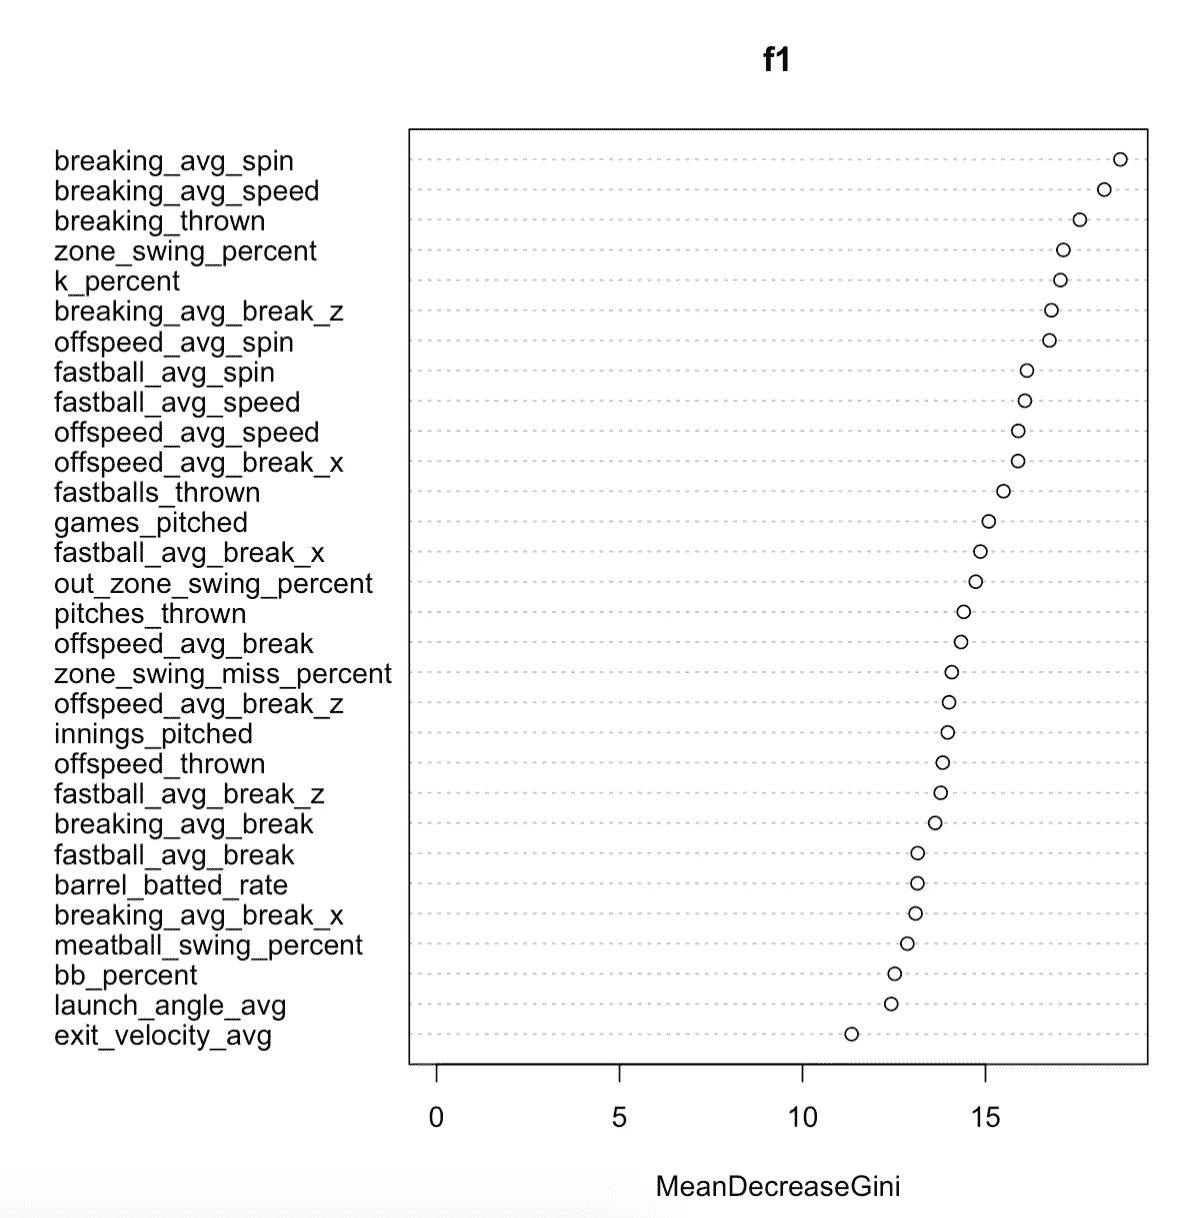 f1
breaking_avg_spin
breaking_avg_speed
breaking_thrown
zone_swing_percent
k_percent
breaking_avg_break_z
offspeed_avg_spin
fastball_avg_spin
fastball_avg_speed
offspeed_avg_speed
offspeed_avg_break_x
fastballs_thrown
games_pitched
fastball_avg_break_x
out_zone_swing_percent
pitches_thrown
offspeed_avg_break
zone_swing_miss_percent
offspeed_avg_break_z
innings_pitched
offspeed_thrown
fastball_avg_break_z
breaking_avg_break
fastball_avg_break
barrel_batted_rate
breaking_avg_break_x
meatball_swing_percent
bb_percent
launch_angle_avg
exit_velocity_avg
0 5 10 15
MeanDecreaseGini